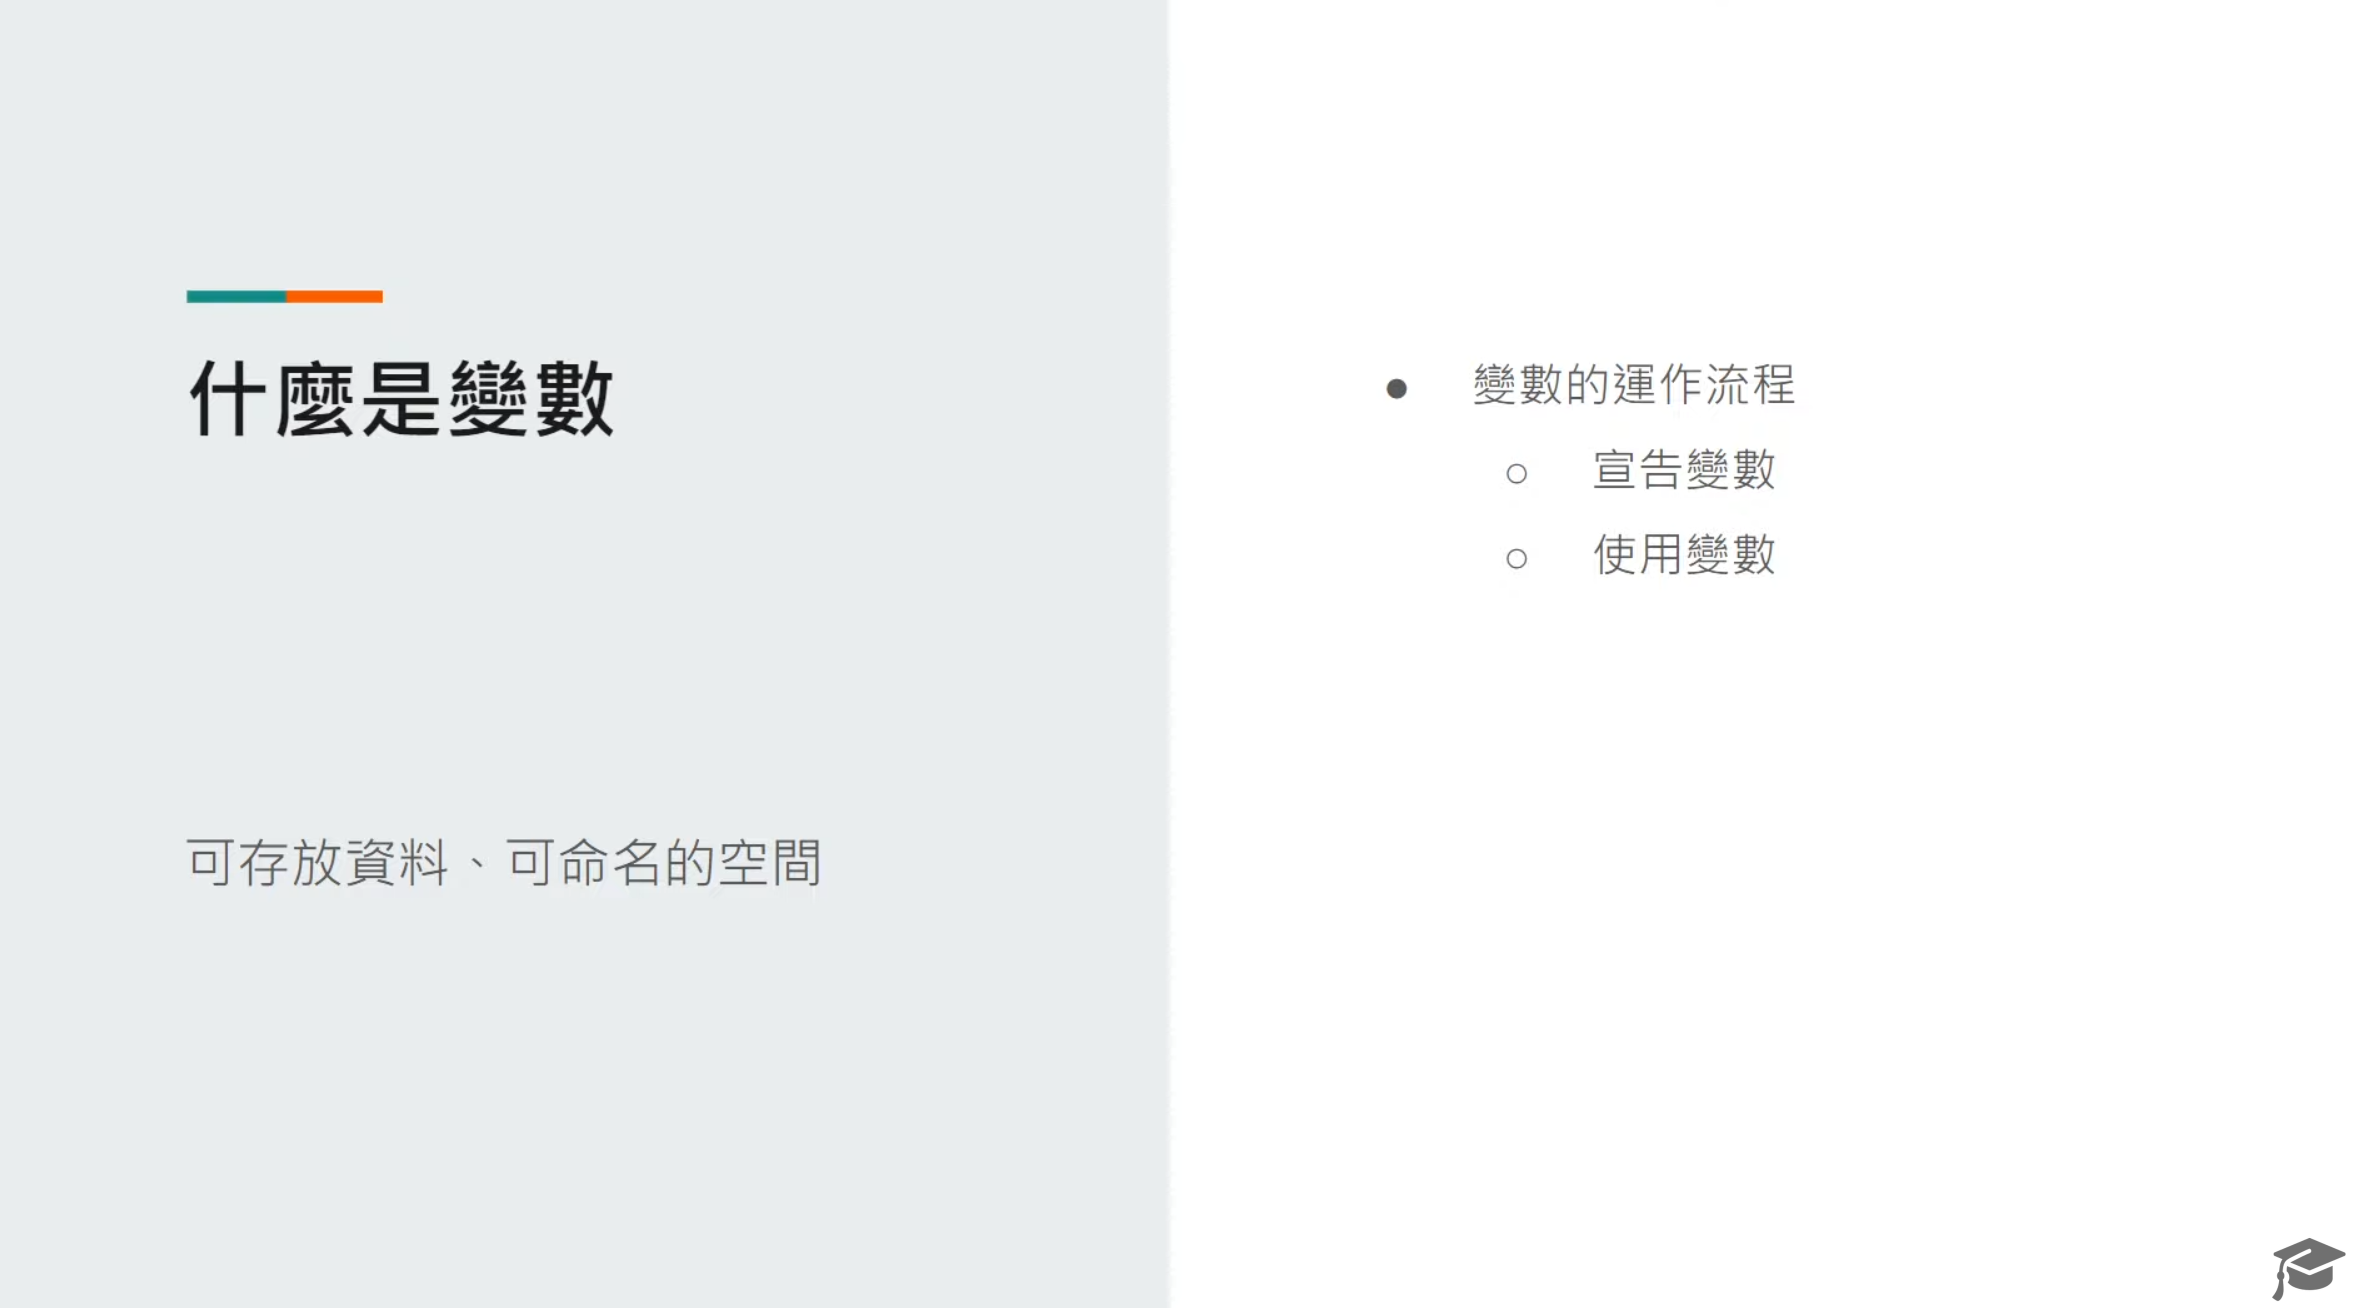 什麼是變數
可存放資料、可命名的空間
● 變數的運作流程
○ 宣告變數
○ 使用變數